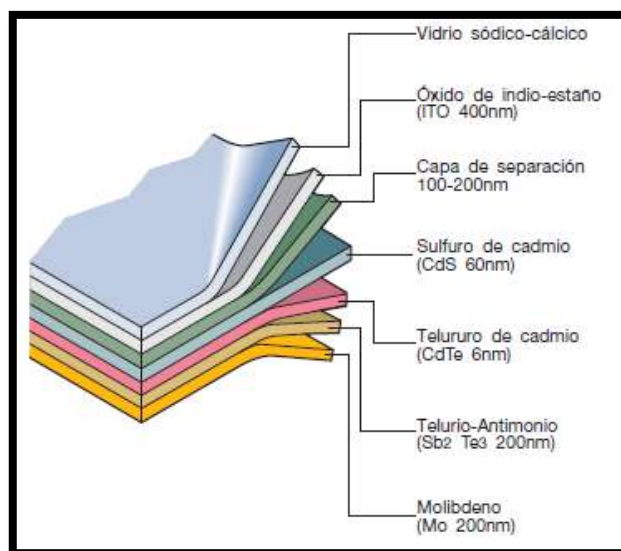 Vidrio sódico-cálcico
Óxido de indio-estaño
(ITO 400nm)
Capa de separación
100-200nm
Sulfuro de cadmio
(CdS 60nm)
Telururo de cadmio
(CdTe 6nm)
Telurio-Antimonio
(Sb2 Te3 200nm)
Molibdeno
(Mo 200nm)